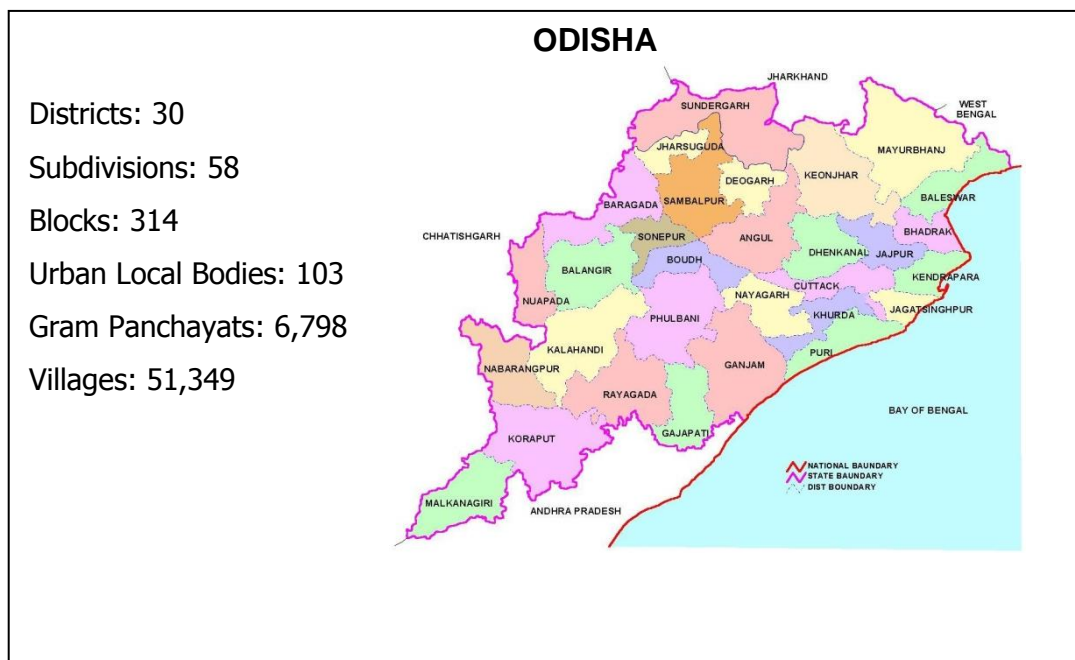 ODISHA
Districts: 30
Subdivisions: 58
Blocks: 314
Urban Local Bodies: 103
Gram Panchayats: 6,798
Villages: 51,349
JHARKHAND
SUNDERGARH
WEST
BENGAL
MAYURBHANJ
JHARSUGUDA
KEONJHAR
DEOGARH
BALESWAR
SAMBALPUR
BARAGADA
BHADRAK
CHHATISHGARH
SONEPUR
ANGUL
DHENKANAL
JAJPUR
BOUDH
BALANGIR
KENDRAPARA
CUTTACK
NUAPADA
NAYAGARH
JAGATSINGHPUR
PHULBANI
KHURDA
KALAHANDI
PURI
NABARANGPUR
GANJAM
RAYAGADA
BAY OF BENGAL
GAJAPATI
KORAPUT
NATIONAL BAUNDARY
STATE BAUNDARY
DIST BOUNDARY
MALKANAGIRI
ANDHRA PRADESH